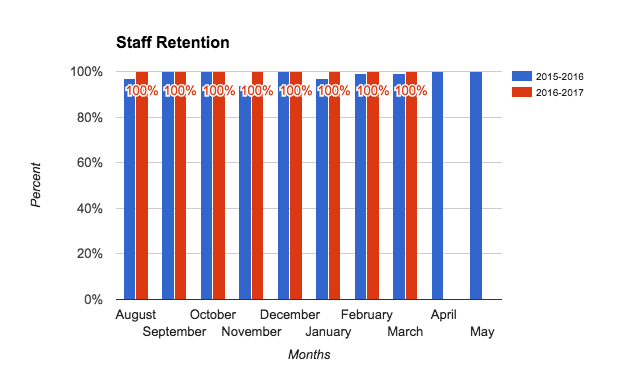 Staff Retention
100%
80%
60%
40%
20%
0%
Percent
100% 100% 100% 100% 100% 100% 100% 100%
2015-2016
2016-2017
August October December February April
September November January March May
Months